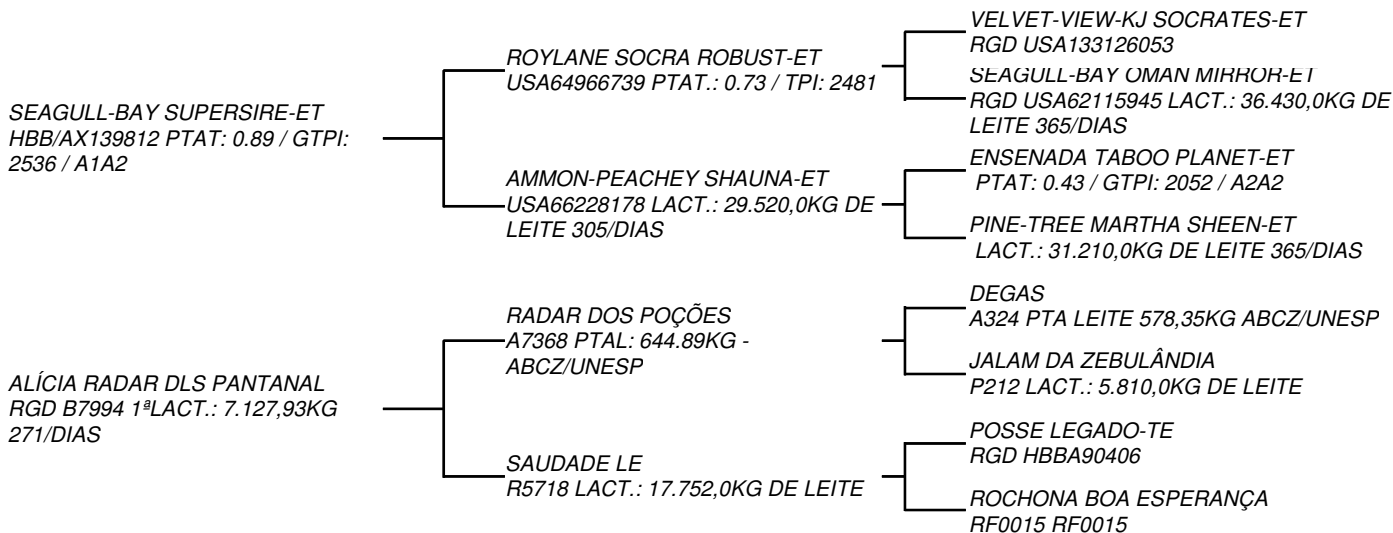 SEAGULL-BAY SUPERSIRE-ET
HBB/AX139812 PTAT: 0.89 / GTPI:
2536 / A1A2
ALÍCIA RADAR DLS PANTANAL
RGD B7994 1ªLACT.: 7.127,93KG
271/DIAS
ROYLANE SOCRA ROBUST-ET
USA64966739 PTAT.: 0.73 / TPI: 2481
AMMON-PEACHEY SHAUNA-ET
USA66228178 LACT.: 29.520,0KG DE
LEITE 305/DIAS
RADAR DOS POÇÕES
A7368 PTAL: 644.89KG -
ABCZ/UNESP
SAUDADE LE
R5718 LACT.: 17.752,0KG DE LEITE
VELVET-VIEW-KJ SOCRATES-ET
RGD USA133126053
SEAGULL-BAY OMAN MIRROR-ET
RGD USA62115945 LACT.: 36.430,0KG DE
LEITE 365/DIAS
ENSENADA TABOO PLANET-ET
PTAT: 0.43 / GTPI: 2052 / A2A2
PINE-TREE MARTHA SHEEN-ET
LACT.: 31.210,0KG DE LEITE 365/DIAS
DEGAS
A324 PTA LEITE 578,35KG ABCZ/UNESP
JALAM DA ZEBULÂNDIA
P212 LACT.: 5.810,0KG DE LEITE
POSSE LEGADO-TE
RGD HBBA90406
ROCHONA BOA ESPERANÇA
RF0015 RF0015